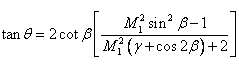 tan θ = 2 cot β [ (M₁² sin² β − 1) / (M₁² (γ + cos 2β) + 2) ]